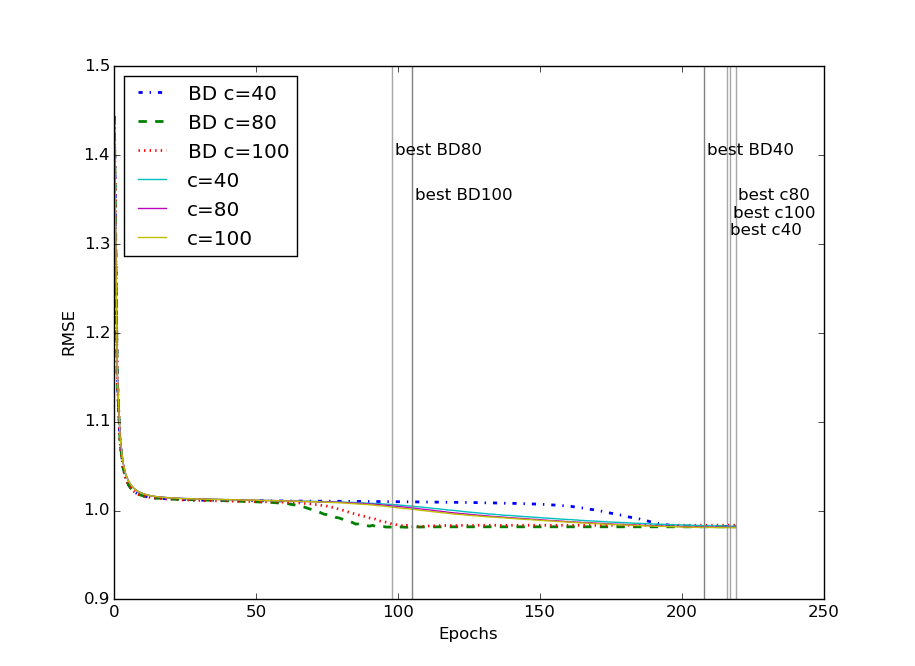 1.5
1.4
1.3
1.2
1.1
1.0
0.9
RMSE
BD c=40
BD c=80
BD c=100
c=40
c=80
c=100
best BD80
best BD40
best BD100
best c80
best c100
best c40
0
50
100
150
200
250
Epochs